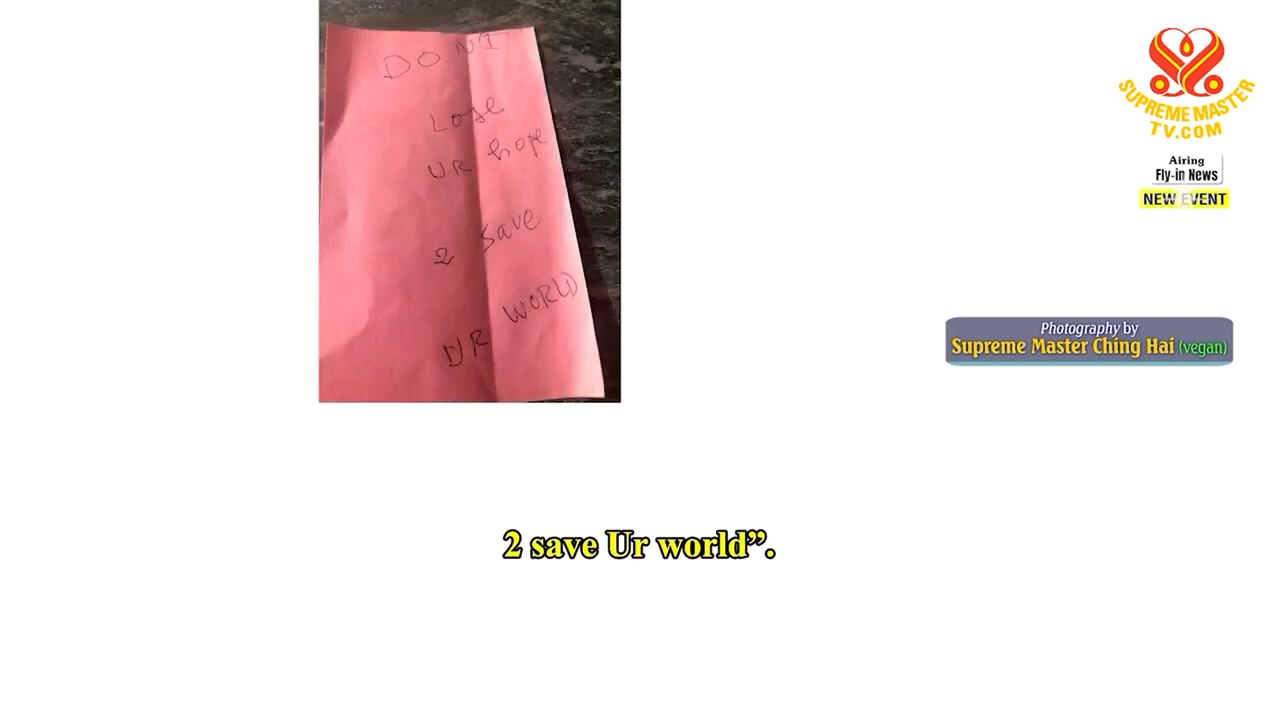 DONT
Lose
UR hope
2 save
UR WORLD
SUPREME MASTER
TV.COM
Airing
Fly-in News
NEW EVENT
Photography by
Supreme Master Ching Hai (vegan)
2 save Ur world”.